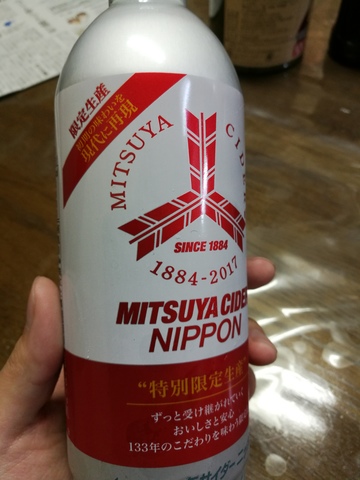 限定生産
時間の味わいを
現代に再現
MITSUYA
SINCE 1884
1884-2017
MITSUYA CIDER
NIPPON
"特別限定生産
ずっと受け継がれていく
おいしさと安心
133年のこだわりを味わう